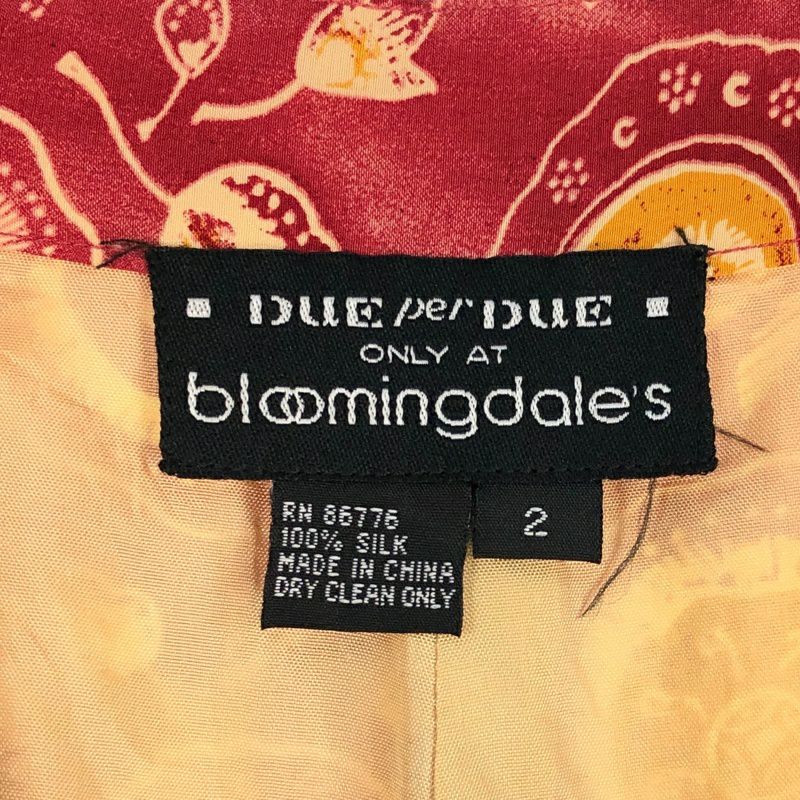 DUE per DUE
ONLY AT
bloomingdale's
RN 86776
100% SILK
MADE IN CHINA
DRY CLEAN ONLY
2